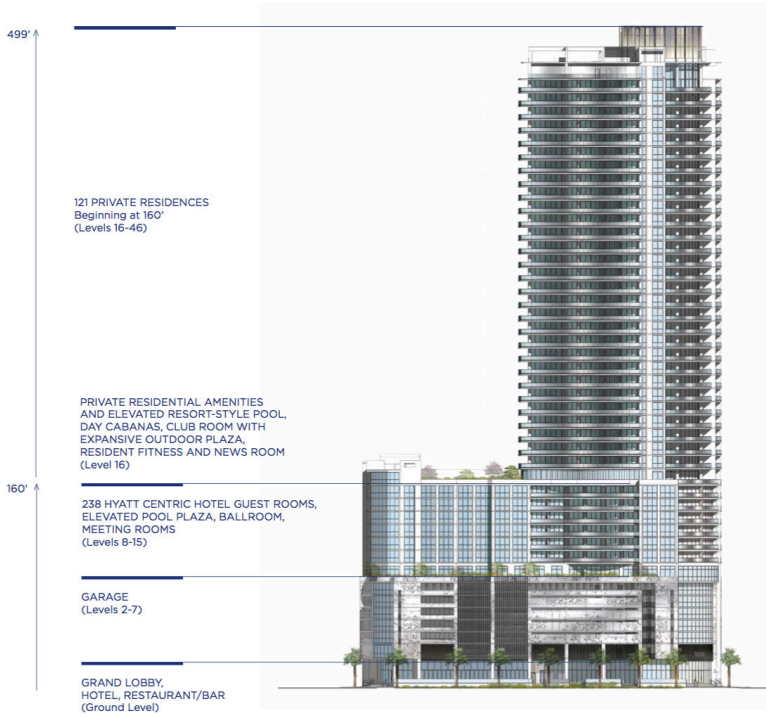 499'
121 PRIVATE RESIDENCES
Beginning at 160'
(Levels 16-46)
PRIVATE RESIDENTIAL AMENITIES
AND ELEVATED RESORT-STYLE POOL,
DAY CABANAS, CLUB ROOM WITH
EXPANSIVE OUTDOOR PLAZA,
RESIDENT FITNESS AND NEWS ROOM
(Level 16)
160'
238 HYATT CENTRIC HOTEL GUEST ROOMS,
ELEVATED POOL PLAZA, BALLROOM,
MEETING ROOMS
(Levels 8-15)
GARAGE
(Levels 2-7)
GRAND LOBBY,
HOTEL, RESTAURANT/BAR
(Ground Level)